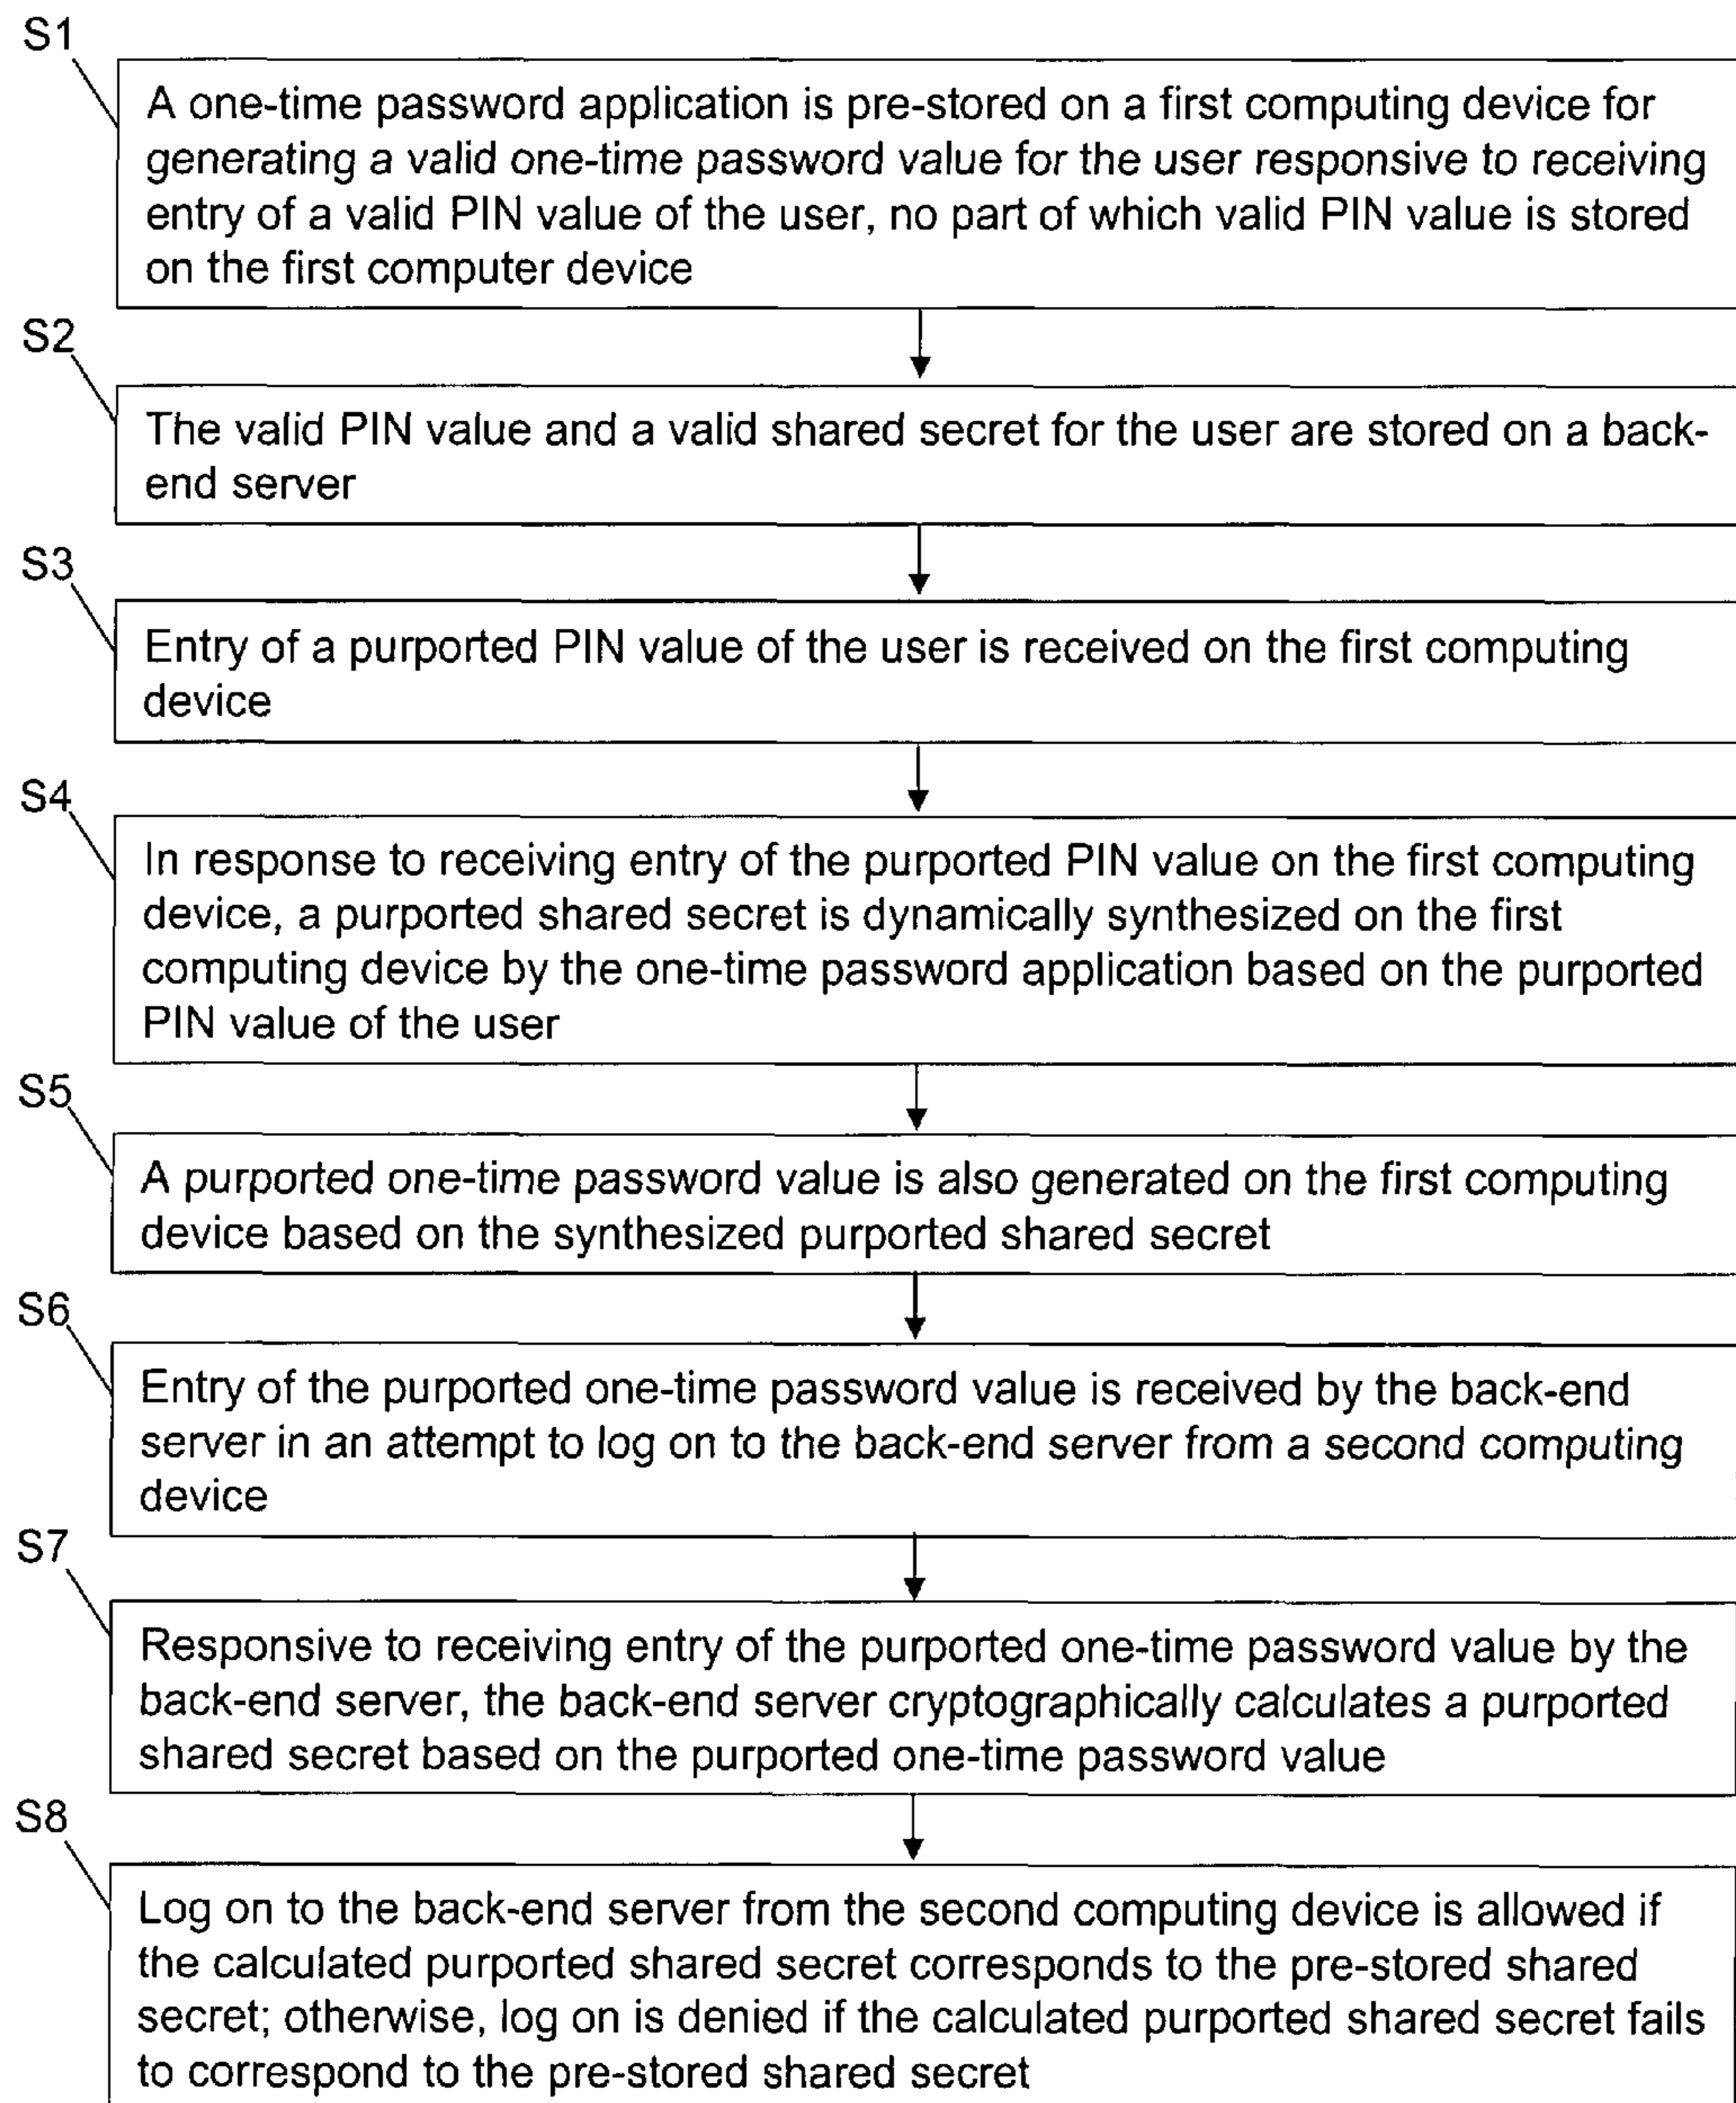 S1
A one-time password application is pre-stored on a first computing device for
generating a valid one-time password value for the user responsive to receiving
entry of a valid PIN value of the user, no part of which valid PIN value is stored
on the first computer device
S2
The valid PIN value and a valid shared secret for the user are stored on a back-
end server
S3
Entry of a purported PIN value of the user is received on the first computing
device
S4
In response to receiving entry of the purported PIN value on the first computing
device, a purported shared secret is dynamically synthesized on the first
computing device by the one-time password application based on the purported
PIN value of the user
S5
A purported one-time password value is also generated on the first computing
device based on the synthesized purported shared secret
S6
Entry of the purported one-time password value is received by the back-end
server in an attempt to log on to the back-end server from a second computing
device
S7
Responsive to receiving entry of the purported one-time password value by the
back-end server, the back-end server cryptographically calculates a purported
shared secret based on the purported one-time password value
S8
Log on to the back-end server from the second computing device is allowed if
the calculated purported shared secret corresponds to the pre-stored shared
secret; otherwise, log on is denied if the calculated purported shared secret fails
to correspond to the pre-stored shared secret